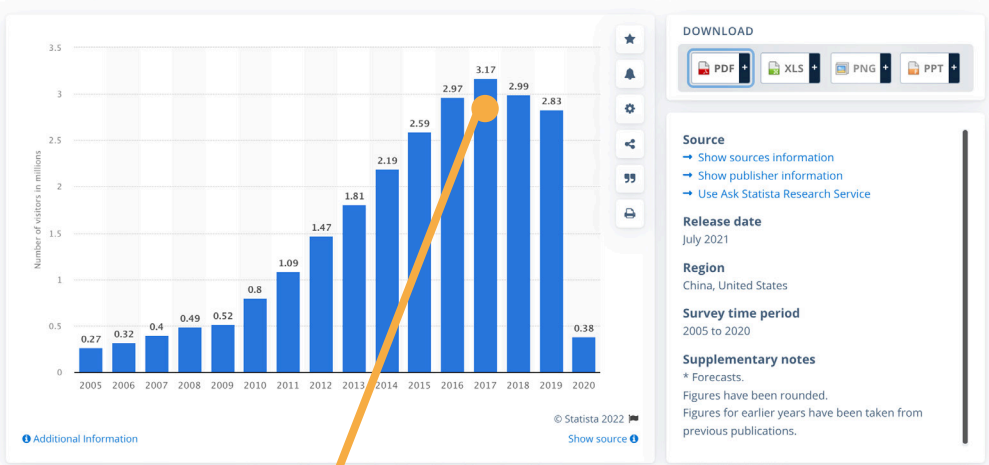 3.5
3
2.5
2
1.5
1
0.5
0
Number of visitors in millions
0.27
0.32
0.4
0.49
0.52
0.8
1.09
1.47
1.81
2.19
2.59
2.97
3.17
2.99
2.83
0.38
2005 2006 2007 2008 2009 2010 2011 2012 2013 2014 2015 2016 2017 2018 2019 2020
© Statista 2022
Additional Information
Show source
DOWNLOAD
PDF + XLS + PNG + PPT +
Source
→ Show sources information
→ Show publisher information
→ Use Ask Statista Research Service
Release date
July 2021
Region
China, United States
Survey time period
2005 to 2020
Supplementary notes
* Forecasts.
Figures have been rounded.
Figures for earlier years have been taken from
previous publications.